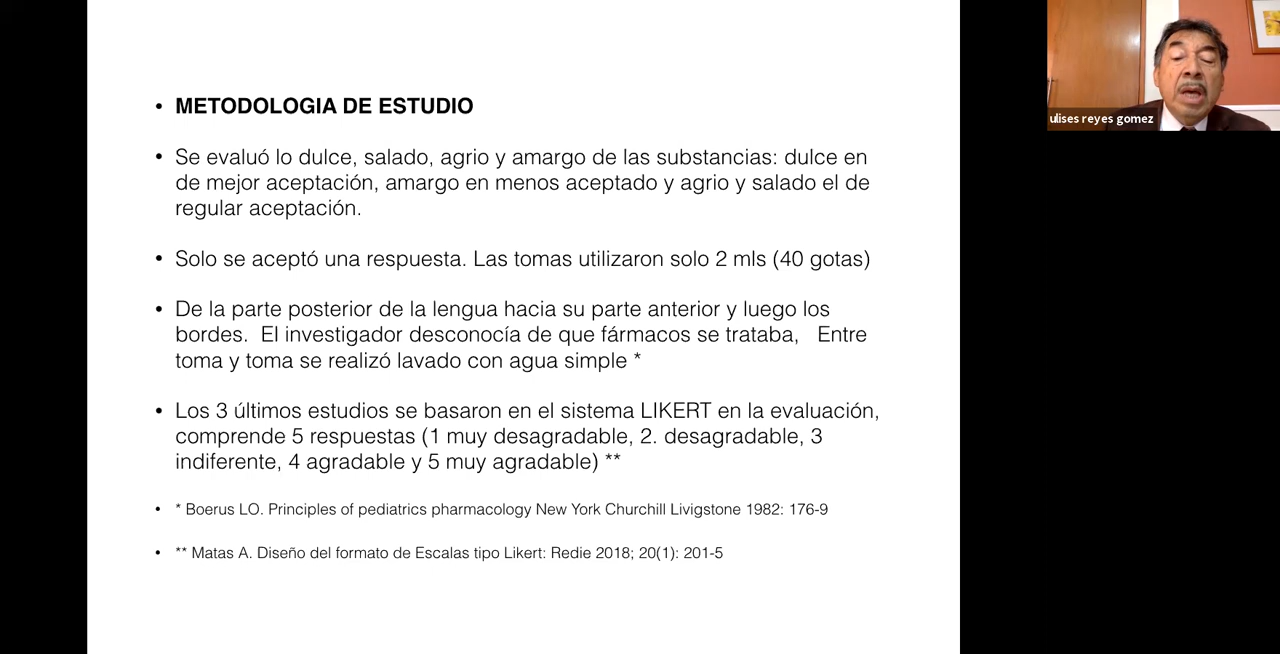 METODOLOGIA DE ESTUDIO
Se evaluó lo dulce, salado, agrio y amargo de las substancias: dulce en
de mejor aceptación, amargo en menos aceptado y agrio y salado el de
regular aceptación.
Solo se aceptó una respuesta. Las tomas utilizaron solo 2 mls (40 gotas)
De la parte posterior de la lengua hacia su parte anterior y luego los
bordes.  El investigador desconocía de que fármacos se trataba,   Entre
toma y toma se realizó lavado con agua simple *
Los 3 últimos estudios se basaron en el sistema LIKERT en la evaluación,
comprende 5 respuestas (1 muy desagradable, 2. desagradable, 3
indiferente, 4 agradable y 5 muy agradable) **
* Boerus LO. Principles of pediatrics pharmacology New York Churchill Livigstone 1982: 176-9
** Matas A. Diseño del formato de Escalas tipo Likert: Redie 2018; 20(1): 201-5
ulises reyes gomez